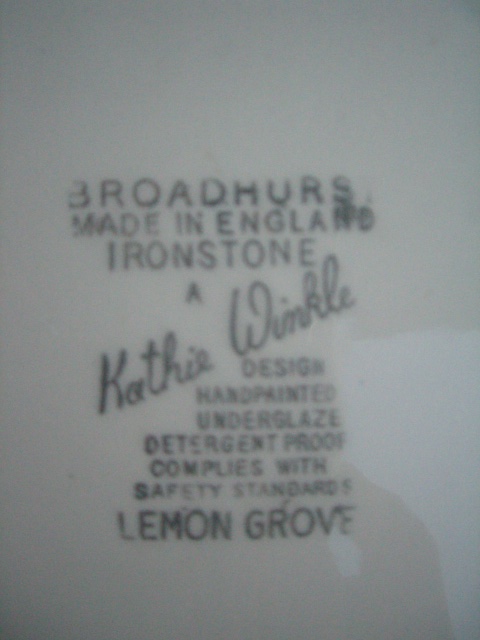 BROADHURST
MADE IN ENGLAND
IRONSTONE
A
Kathie Winkle
DESIGN
HANDPAINTED
UNDERGLAZE
DETERGENT PROOF
COMPLIES WITH
SAFETY STANDARDS
LEMON GROVE